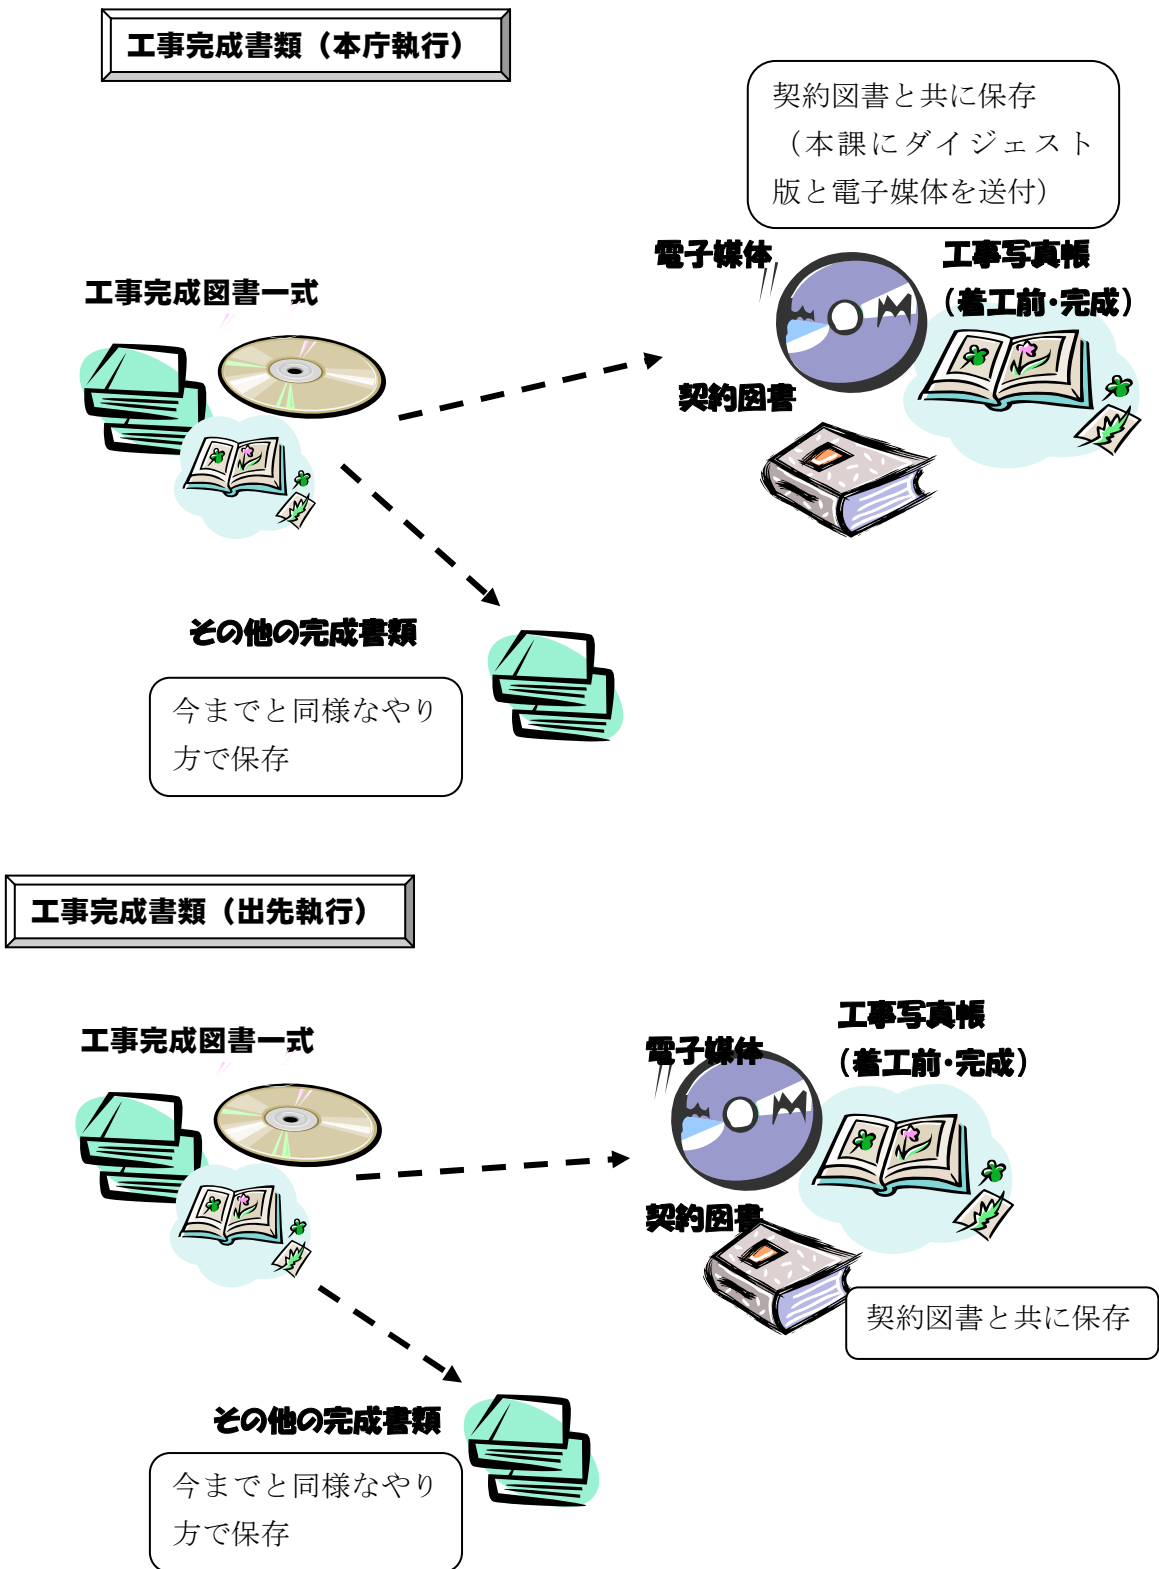 工事完成書類（本庁執行）
契約図書と共に保存
（本課にダイジェスト
版と電子媒体を送付）
電子媒体
工事写真帳
（着工前・完成）
工事完成図書一式
契約図書
その他の完成書類
今までと同様なやり
方で保存
工事完成書類（出先執行）
工事写真帳
（着工前・完成）
工事完成図書一式
電子媒体
契約図書
契約図書と共に保存
その他の完成書類
今までと同様なやり
方で保存